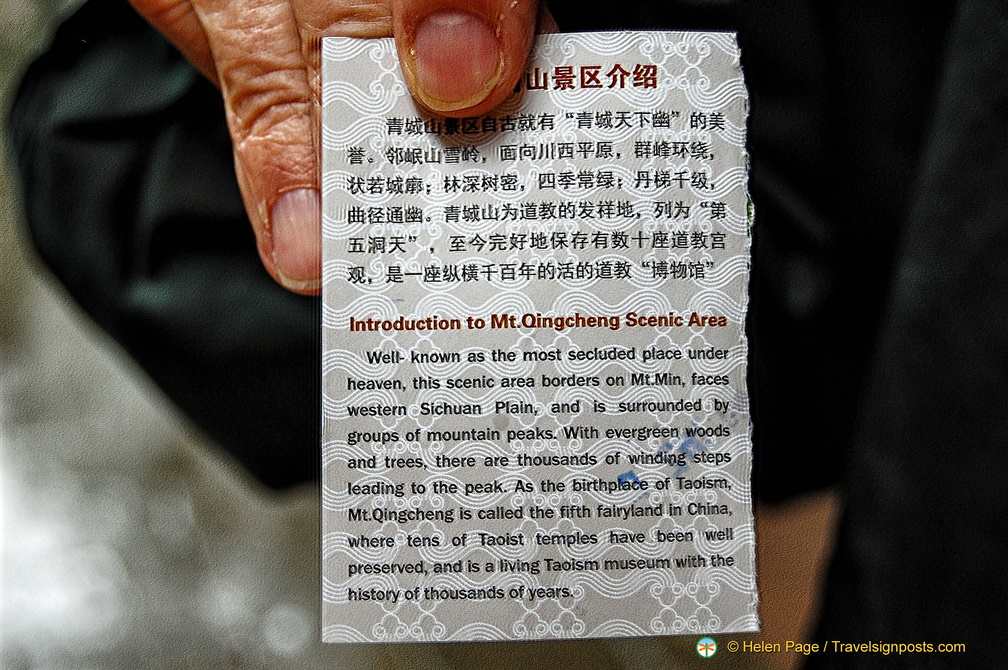 山景区介绍
青城山景区自古就有“青城天下幽”的美
誉。邻岷山雪岭，面向川西平原，群峰环绕，
状若城廓；林深树密，四季常绿；丹梯千级，
曲径通幽。青城山为道教的发祥地，列为“第
五洞天”，至今完好地保存有数十座道教宫
观，是一座纵横千百年的活的道教“博物馆”
Introduction to Mt.Qingcheng Scenic Area
Well- known as the most secluded place under
heaven, this scenic area borders on Mt.Min, faces
western Sichuan Plain, and is surrounded by
groups of mountain peaks. With evergreen woods
and trees, there are thousands of winding steps
leading to the peak. As the birthplace of Taoism,
Mt.Qingcheng is called the fifth fairyland in China,
where tens of Taoist temples have been well
preserved, and is a living Taoism museum with the
history of thousands of years.
© Helen Page / Travelsignposts.com